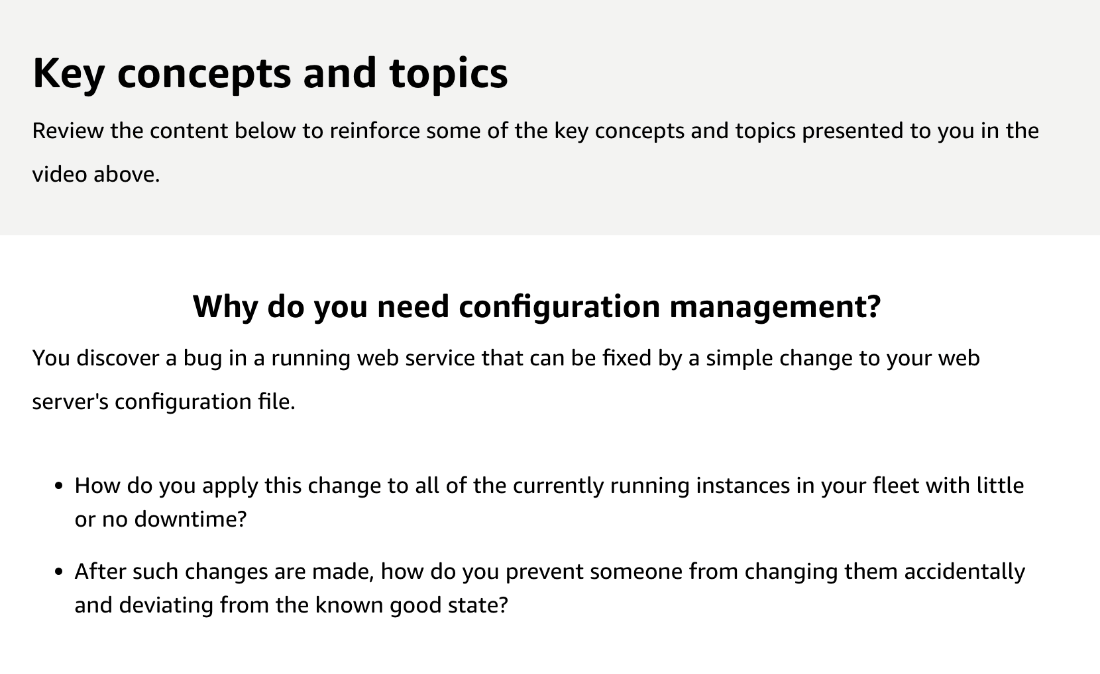 Key concepts and topics
Review the content below to reinforce some of the key concepts and topics presented to you in the
video above.
Why do you need configuration management?
You discover a bug in a running web service that can be fixed by a simple change to your web
server's configuration file.
• How do you apply this change to all of the currently running instances in your fleet with little
or no downtime?
• After such changes are made, how do you prevent someone from changing them accidentally
and deviating from the known good state?